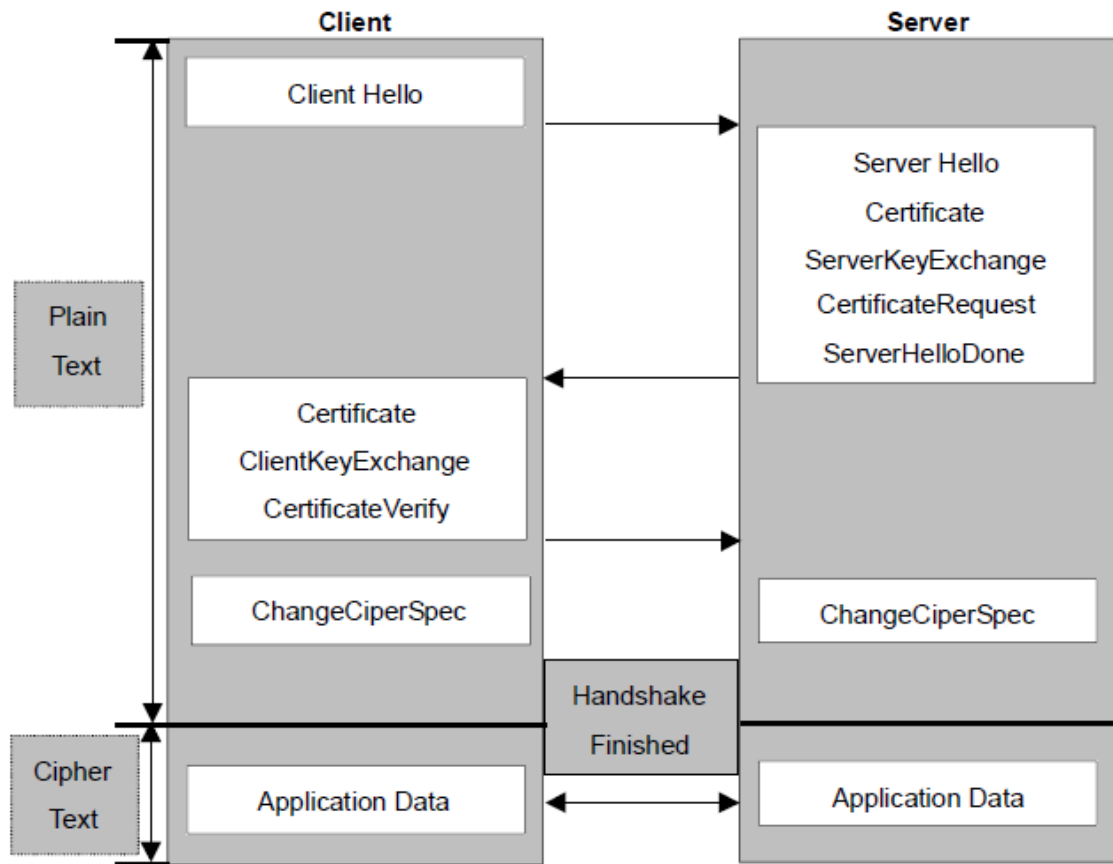 Client
Server
Client Hello
Server Hello
Certificate
ServerKeyExchange
CertificateRequest
ServerHelloDone
Plain
Text
Certificate
ClientKeyExchange
CertificateVerify
ChangeCiperSpec
ChangeCiperSpec
Handshake
Finished
Cipher
Text
Application Data
Application Data